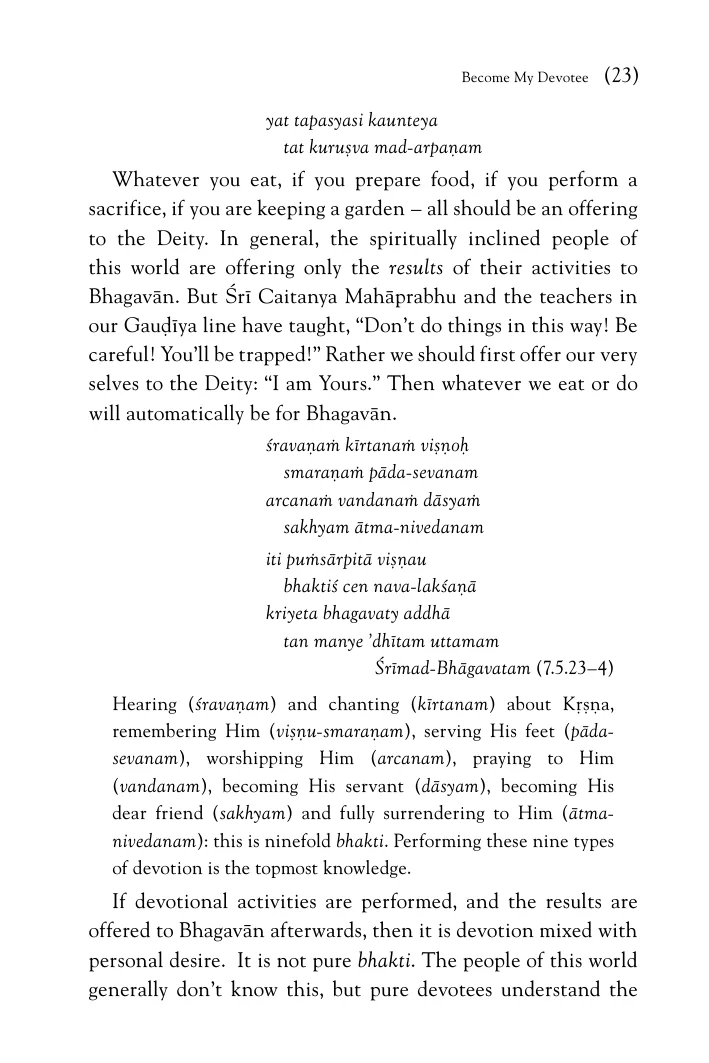 Become My Devotee (23)
yat tapasyasi kaunteya
tat kuruṣva mad-arpaṇam
Whatever you eat, if you prepare food, if you perform a
sacrifice, if you are keeping a garden – all should be an offering
to the Deity. In general, the spiritually inclined people of
this world are offering only the results of their activities to
Bhagavān. But Śrī Caitanya Mahāprabhu and the teachers in
our Gauḍīya line have taught, “Don’t do things in this way! Be
careful! You’ll be trapped!” Rather we should first offer our very
selves to the Deity: “I am Yours.” Then whatever we eat or do
will automatically be for Bhagavān.
śravaṇaṁ kīrtanaṁ viṣṇoḥ
smaraṇaṁ pāda-sevanam
arcanaṁ vandanaṁ dāsyaṁ
sakhyam ātma-nivedanam
iti puṁsārpitā viṣṇau
bhaktiś cen nava-lakśaṇā
kriyeta bhagavaty addhā
tan manye ’dhītam uttamam
Śrīmad-Bhāgavatam (7.5.23–4)
Hearing (śravaṇam) and chanting (kīrtanam) about Kṛṣṇa,
remembering Him (viṣṇu-smaraṇam), serving His feet (pāda-
sevanam), worshipping Him (arcanam), praying to Him
(vandanam), becoming His servant (dāsyam), becoming His
dear friend (sakhyam) and fully surrendering to Him (ātma-
nivedanam): this is ninefold bhakti. Performing these nine types
of devotion is the topmost knowledge.
If devotional activities are performed, and the results are
offered to Bhagavān afterwards, then it is devotion mixed with
personal desire. It is not pure bhakti. The people of this world
generally don’t know this, but pure devotees understand the